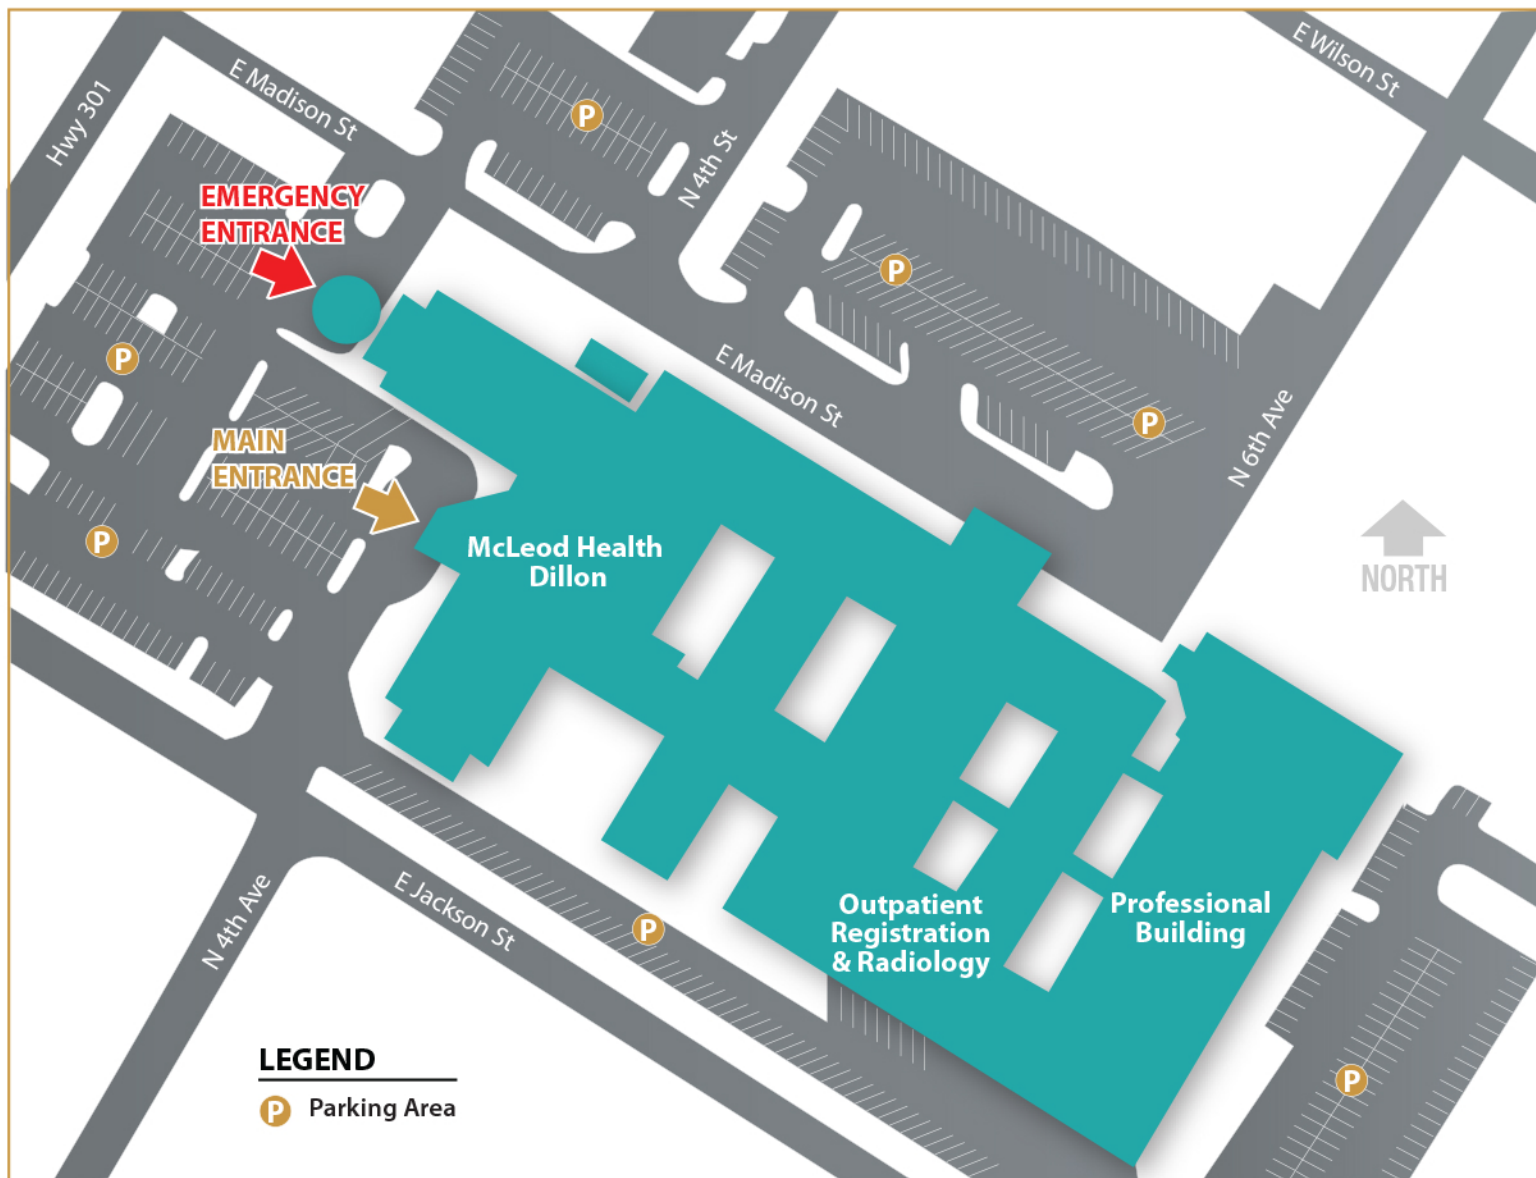 E Wilson St
E Madison St
Hwy 301
P
N 4th St
EMERGENCY
ENTRANCE
P
P
E Madison St
P
N 6th Ave
MAIN
ENTRANCE
P
McLeod Health
Dillon
NORTH
Outpatient
Registration
& Radiology
Professional
Building
P
N 4th Ave
E Jackson St
P
LEGEND
P Parking Area